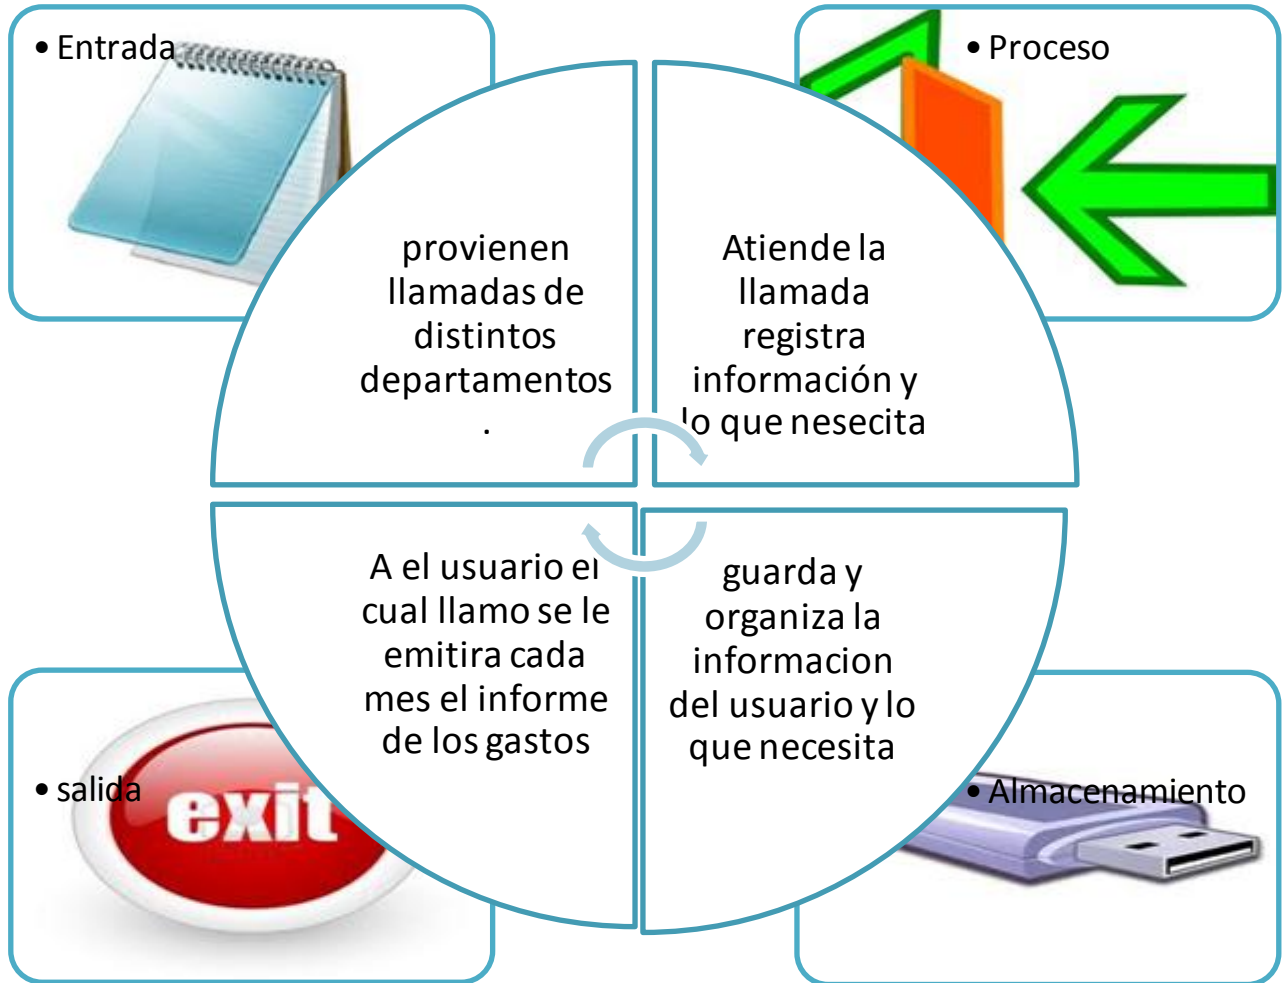 • Entrada
provienen
llamadas de
distintos
departamentos
.
• Proceso
Atiende la
llamada
registra
información y
lo que nesecita
A el usuario el
cual llamo se le
emitira cada
mes el informe
de los gastos
• salida
exit
guarda y
organiza la
informacion
del usuario y lo
que necesita
• Almacenamiento